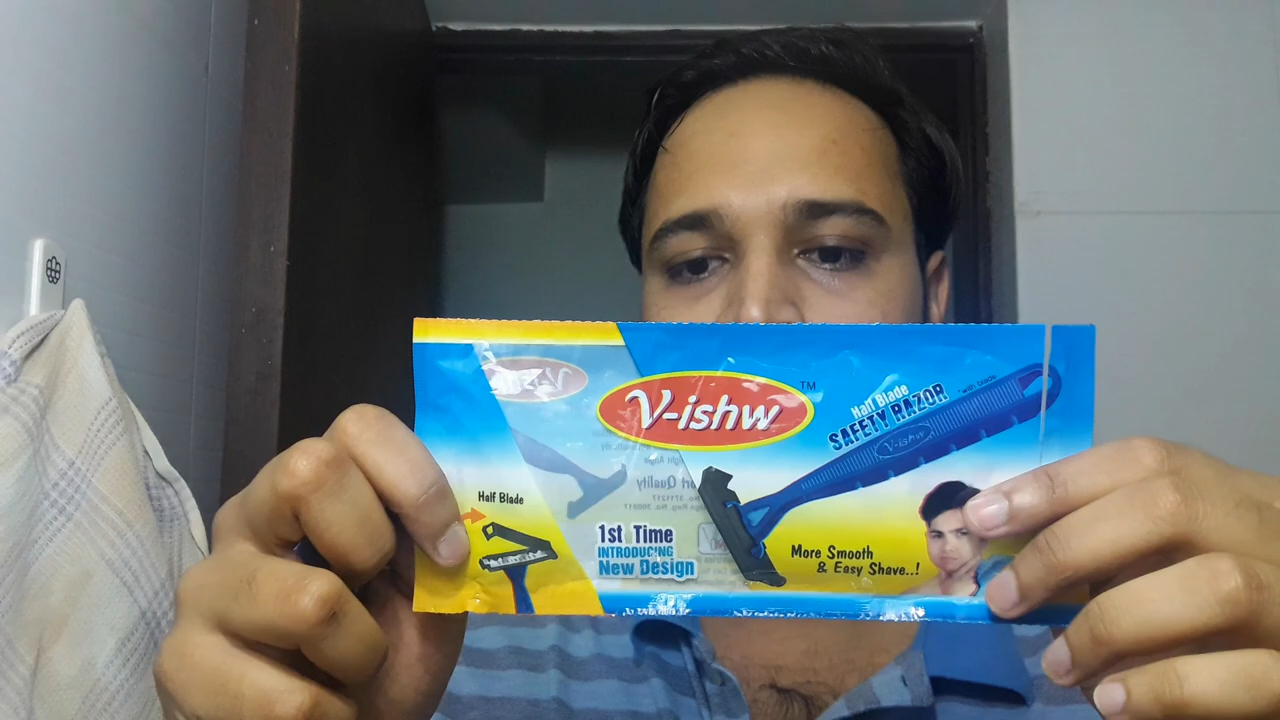 V-ishw
TM
Half Blade
SAFETY RAZOR
*with blade
V-ishw
Half Blade
1st Time
INTRODUCING
New Design
More Smooth
& Easy Shave..!